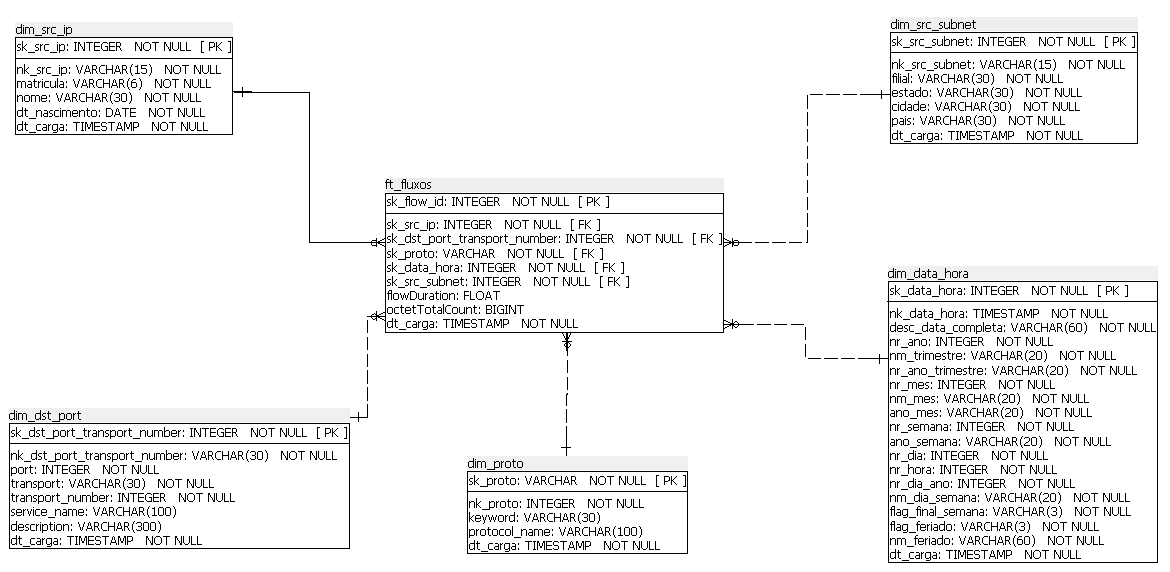 dim_src_ip
sk_src_ip: INTEGER NOT NULL [ PK ]
nk_src_ip: VARCHAR(15) NOT NULL
matricula: VARCHAR(6) NOT NULL
nome: VARCHAR(30) NOT NULL
dt_nascimento: DATE NOT NULL
dt_carga: TIMESTAMP NOT NULL
dim_src_subnet
sk_src_subnet: INTEGER NOT NULL [ PK ]
nk_src_subnet: VARCHAR(15) NOT NULL
filial: VARCHAR(30) NOT NULL
estado: VARCHAR(30) NOT NULL
cidade: VARCHAR(30) NOT NULL
pais: VARCHAR(30) NOT NULL
dt_carga: TIMESTAMP NOT NULL
ft_fluxos
sk_flow_id: INTEGER NOT NULL [ PK ]
sk_src_ip: INTEGER NOT NULL [ FK ]
sk_dst_port_transport_number: INTEGER NOT NULL [ FK ]
sk_proto: VARCHAR NOT NULL [ FK ]
sk_data_hora: INTEGER NOT NULL [ FK ]
sk_src_subnet: INTEGER NOT NULL [ FK ]
flowDuration: FLOAT
octetTotalCount: BIGINT
dt_carga: TIMESTAMP NOT NULL
dim_data_hora
sk_data_hora: INTEGER NOT NULL [ PK ]
nk_data_hora: TIMESTAMP NOT NULL
desc_data_completa: VARCHAR(60) NOT NULL
nr_ano: INTEGER NOT NULL
nm_trimestre: VARCHAR(20) NOT NULL
nr_ano_trimestre: VARCHAR(20) NOT NULL
nr_mes: INTEGER NOT NULL
nm_mes: VARCHAR(20) NOT NULL
ano_mes: VARCHAR(20) NOT NULL
nr_semana: INTEGER NOT NULL
ano_semana: VARCHAR(20) NOT NULL
nr_dia: INTEGER NOT NULL
nr_hora: INTEGER NOT NULL
nr_dia_ano: INTEGER NOT NULL
nm_dia_semana: VARCHAR(20) NOT NULL
flag_final_semana: VARCHAR(3) NOT NULL
flag_feriado: VARCHAR(3) NOT NULL
nm_feriado: VARCHAR(60) NOT NULL
dt_carga: TIMESTAMP NOT NULL
dim_dst_port
sk_dst_port_transport_number: INTEGER NOT NULL [ PK ]
nk_dst_port_transport_number: VARCHAR(30) NOT NULL
port: INTEGER NOT NULL
transport: VARCHAR(30) NOT NULL
transport_number: INTEGER NOT NULL
service_name: VARCHAR(100)
description: VARCHAR(300)
dt_carga: TIMESTAMP NOT NULL
dim_proto
sk_proto: VARCHAR NOT NULL [ PK ]
nk_proto: INTEGER NOT NULL
keyword: VARCHAR(30)
protocol_name: VARCHAR(100)
dt_carga: TIMESTAMP NOT NULL